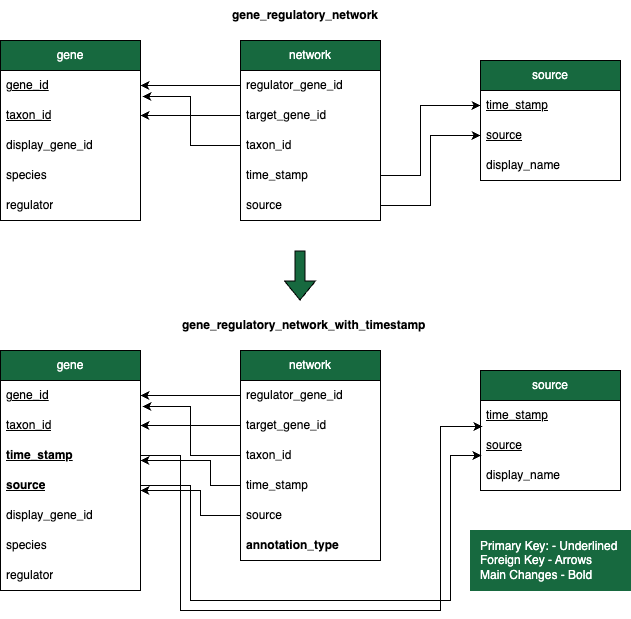 gene_regulatory_network
gene
gene_id
taxon_id
display_gene_id
species
regulator
network
regulator_gene_id
target_gene_id
taxon_id
time_stamp
source
source
time_stamp
source
display_name
gene_regulatory_network_with_timestamp
gene
gene_id
taxon_id
time_stamp
source
display_gene_id
species
regulator
network
regulator_gene_id
target_gene_id
taxon_id
time_stamp
source
annotation_type
source
time_stamp
source
display_name
Primary Key: - Underlined
Foreign Key - Arrows
Main Changes - Bold